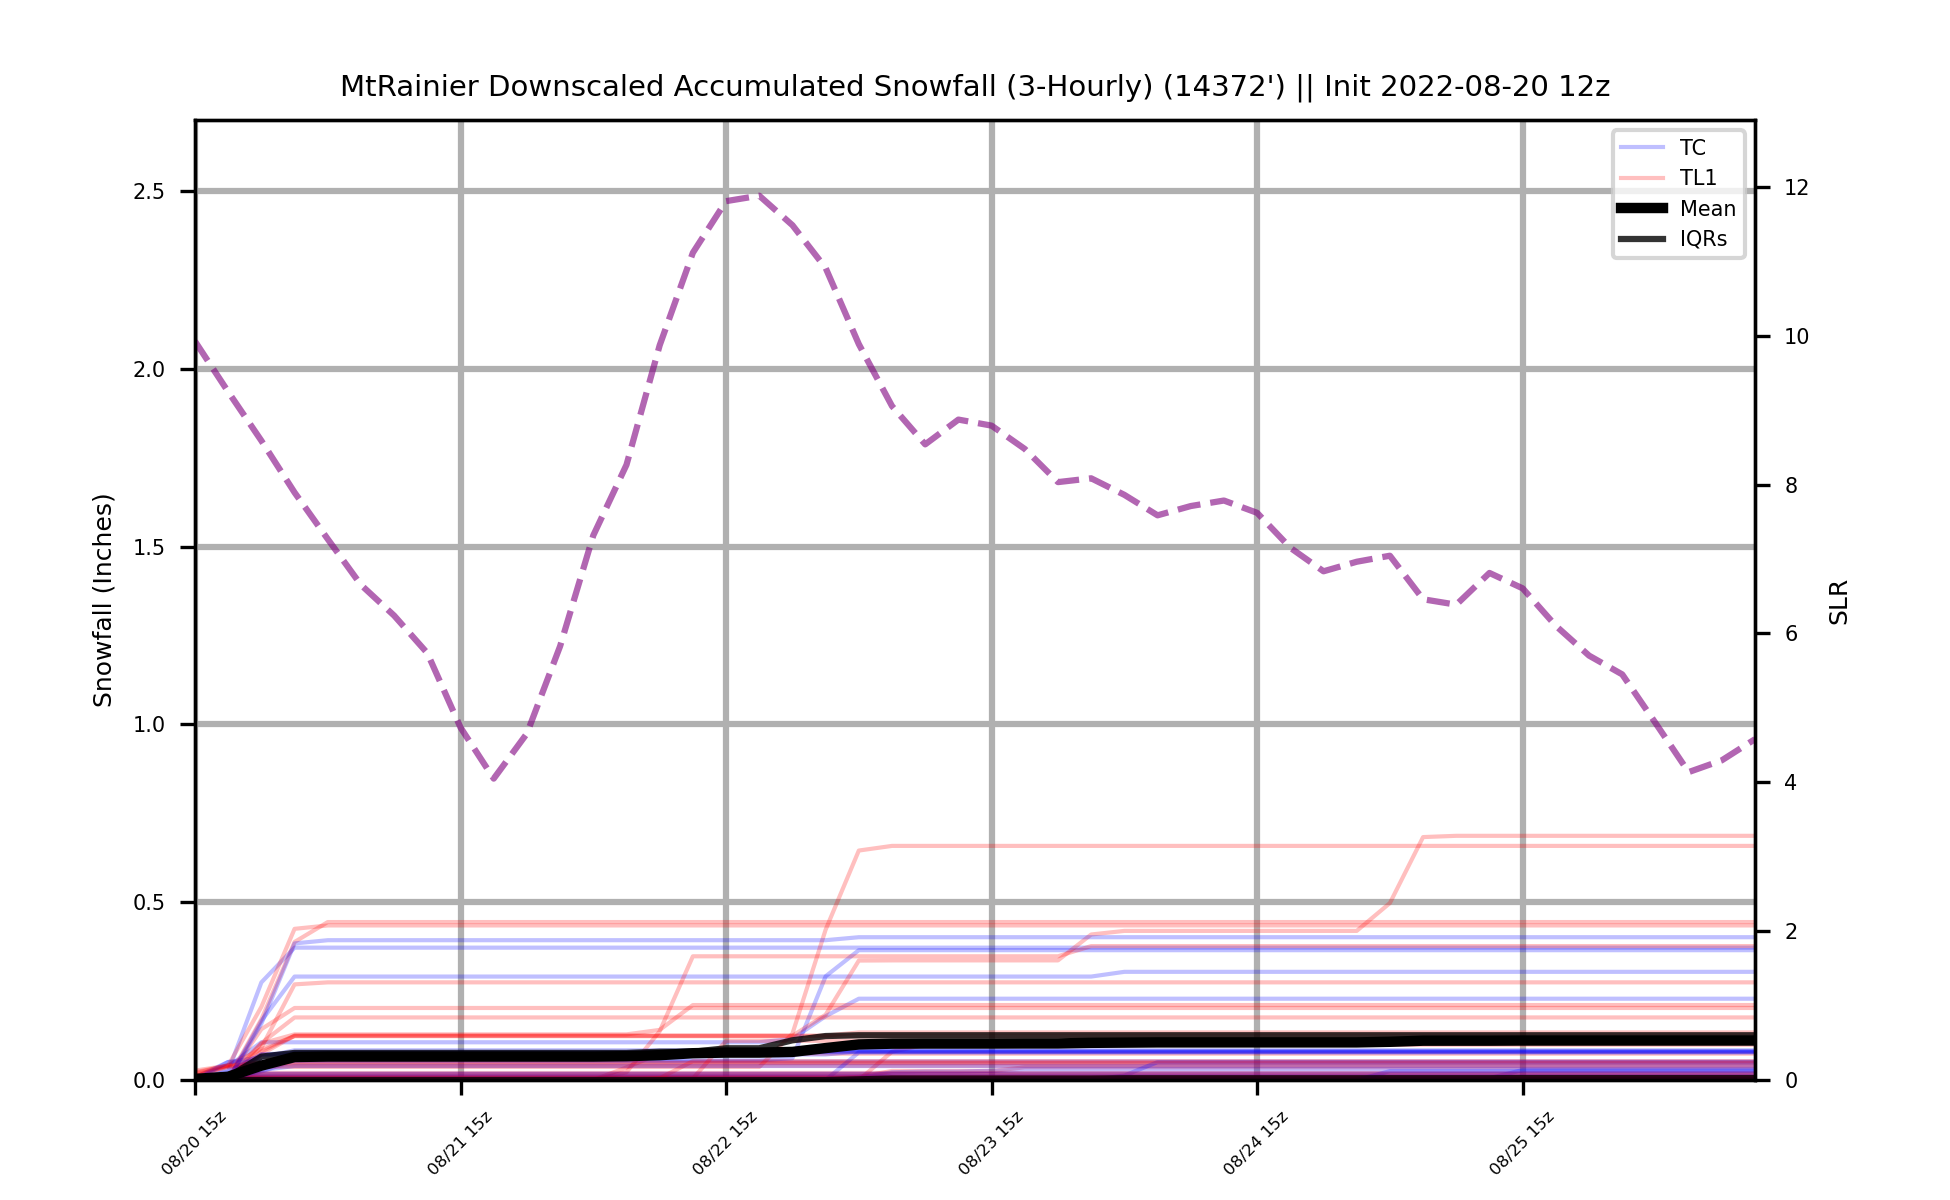 MtRainier Downscaled Accumulated Snowfall (3-Hourly) (14372') || Init 2022-08-20 12z
TC
TL1
Mean
IQRs
Snowfall (Inches)
2.5
2.0
1.5
1.0
0.5
0.0
12
10
8
6
4
2
0
SLR
08/20 15z
08/21 15z
08/22 15z
08/23 15z
08/24 15z
08/25 15z